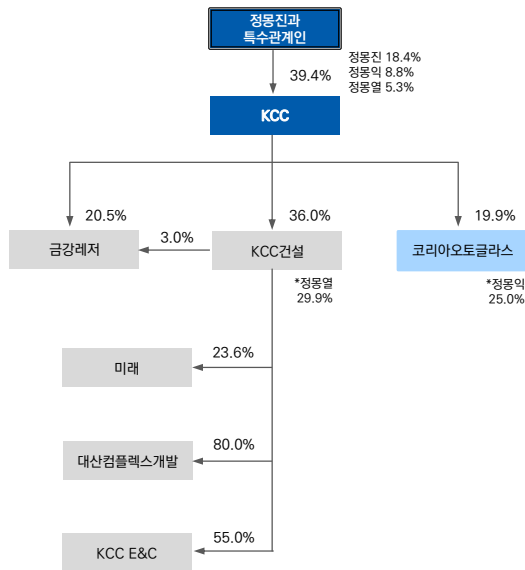 정몽진과
특수관계인
39.4%
정몽진 18.4%
정몽익 8.8%
정몽열 5.3%
KCC
20.5%
36.0%
19.9%
금강레저
3.0%
KCC건설
코리아오토글라스
*정몽열
29.9%
*정몽익
25.0%
23.6%
미래
80.0%
대산컴플렉스개발
55.0%
KCC E&C